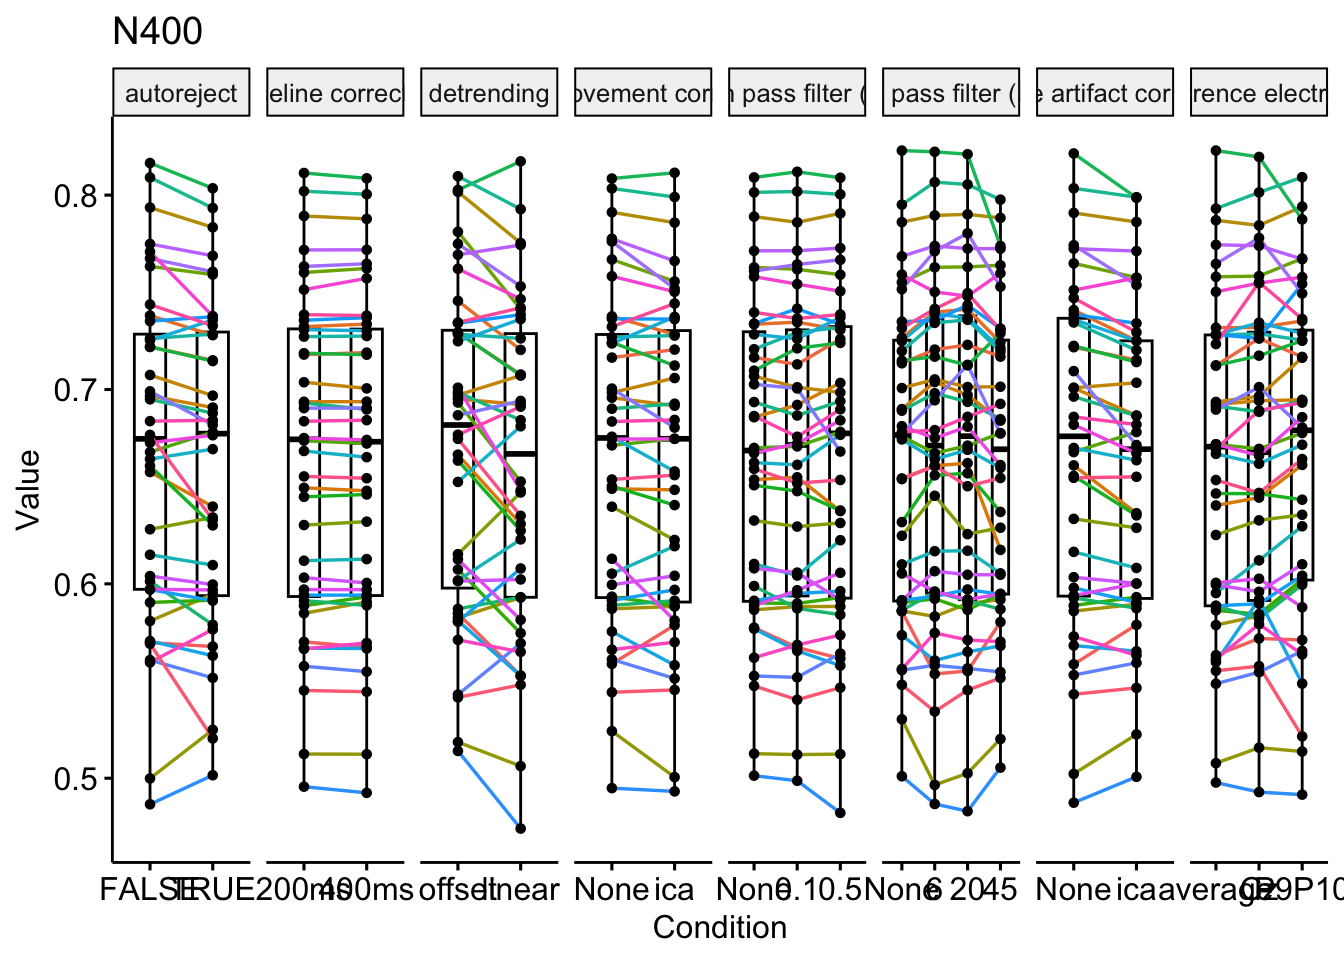 N400
autoreject
eline correc
detrending
ovement cor
n pass filter (
pass filter (
e artifact cor
rence electr
0.8
0.7
0.6
0.5
Value
FALSE TRUE 200ms 400ms offset linear None ica None 0.1 0.5 None 6 20 45 None ica average Cz P9P10
Condition